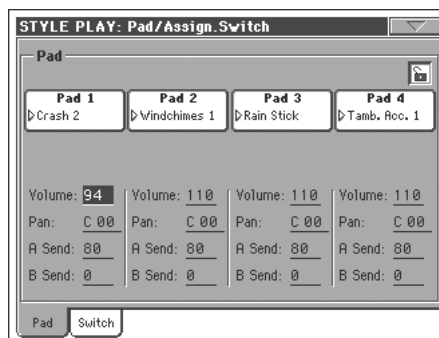 STYLE PLAY: Pad/Assign.Switch
Pad
Pad 1 Pad 2 Pad 3 Pad 4
Crash 2 Windchimes 1 Rain Stick Tamb. Acc. 1
Volume: 94 Volume: 110 Volume: 110 Volume: 110
Pan: C 00 Pan: C 00 Pan: C 00 Pan: C 00
A Send: 80 A Send: 80 A Send: 80 A Send: 80
B Send: 0 B Send: 0 B Send: 0 B Send: 0
Pad Switch